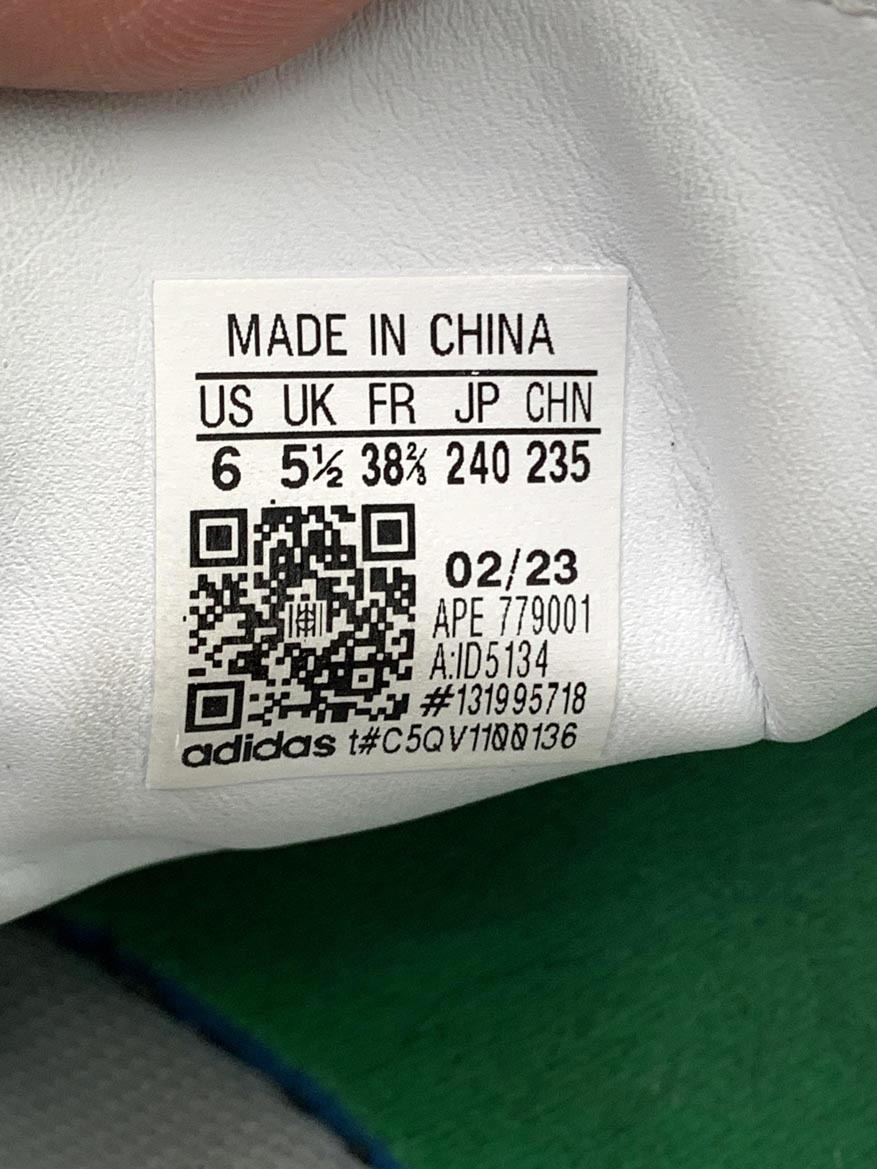 MADE IN CHINA
US UK FR JP CHN
6 5½ 38⅔ 240 235
02/23
APE 779001
A:ID5134
#131995718
adidas t#C5QV1100136